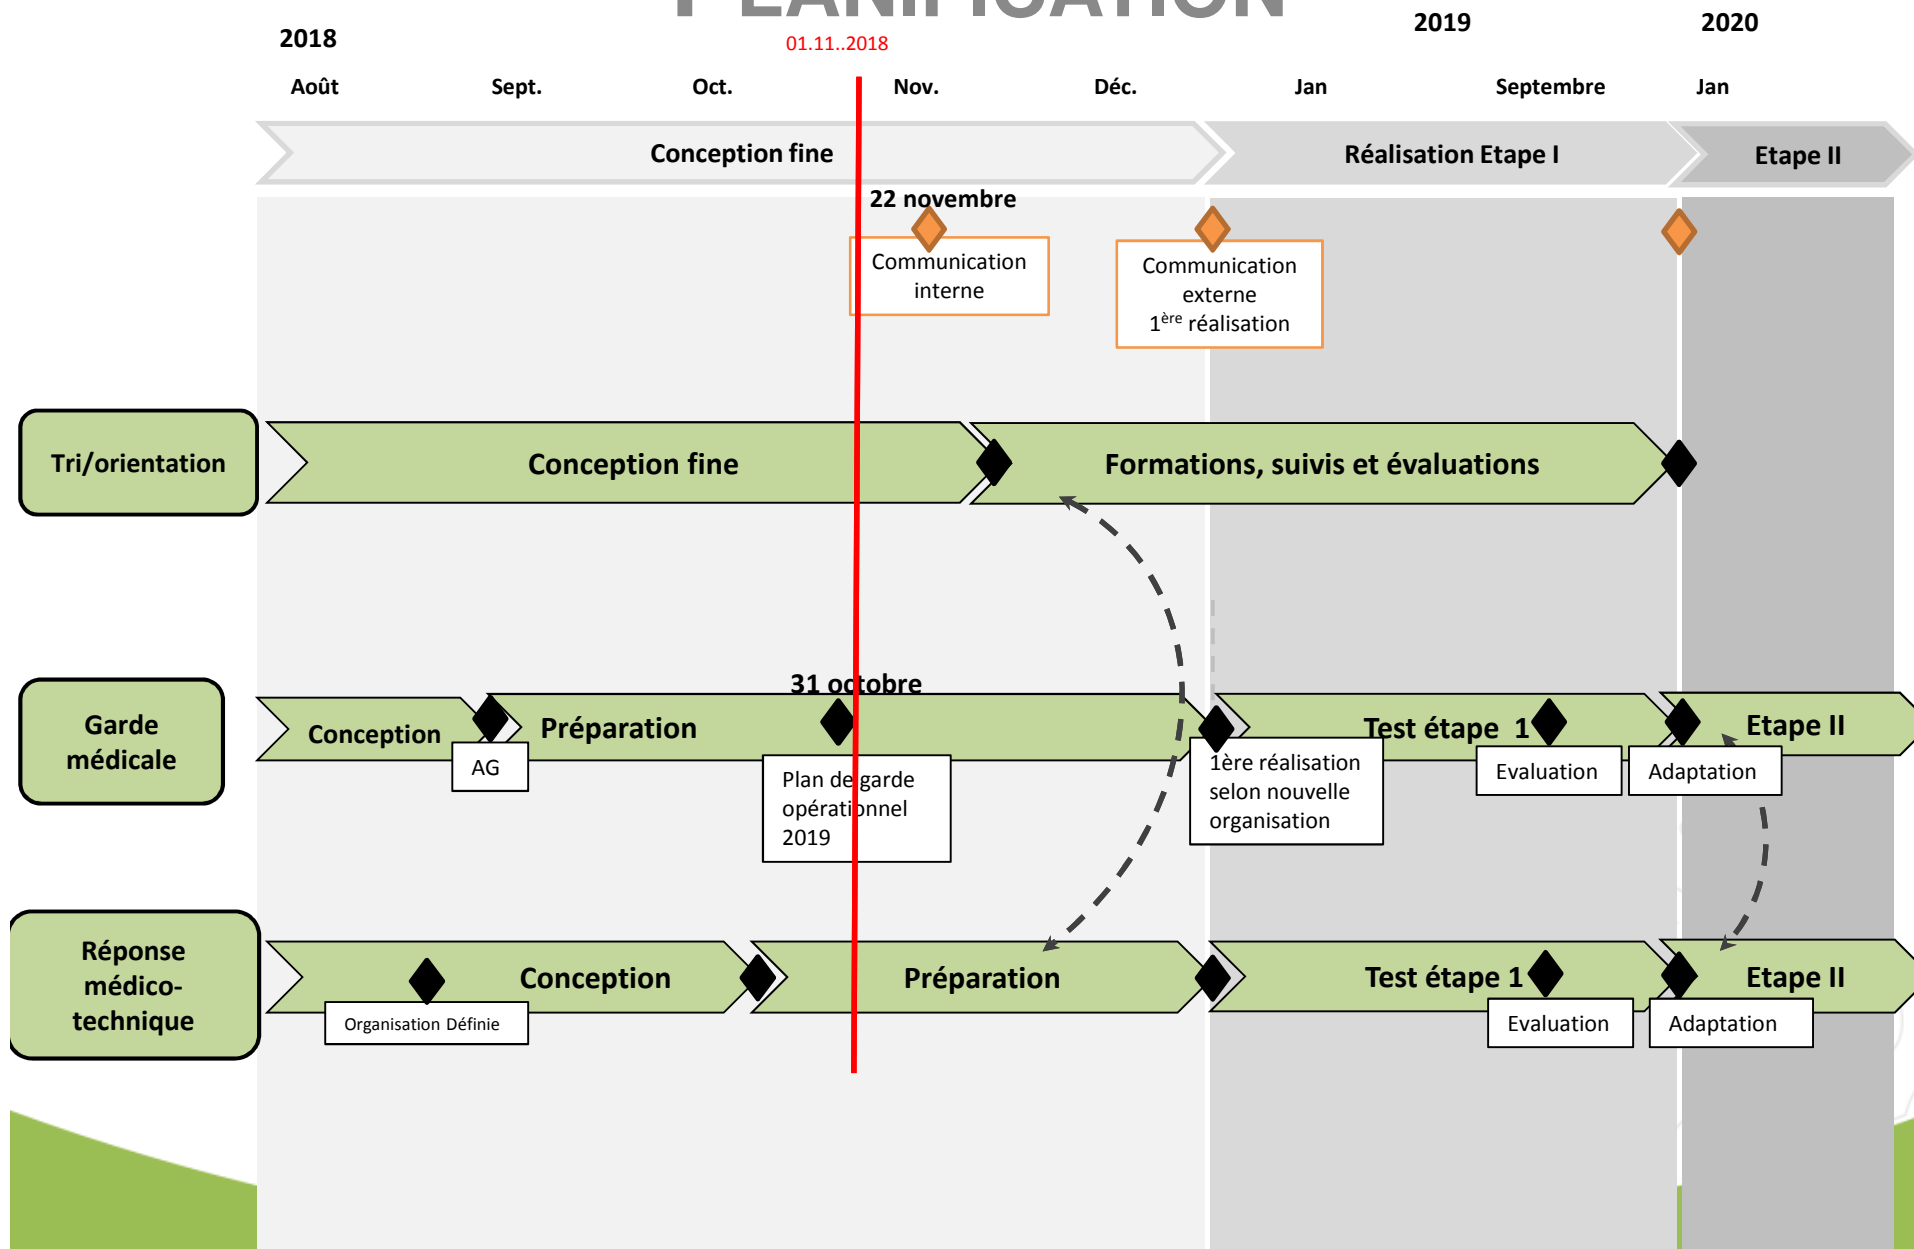 PLANIFICATION
2018
01.11..2018
2019
2020
Août
Sept.
Oct.
Nov.
Déc.
Jan
Septembre
Jan
Conception fine
Réalisation Etape I
Etape II
22 novembre
Communication
interne
Communication
externe
1ère réalisation
Tri/orientation
Conception fine
Formations, suivis et évaluations
31 octobre
Garde
médicale
Conception
AG
Préparation
Plan de garde
opérationnel
2019
1ère réalisation
selon nouvelle
organisation
Test étape 1
Evaluation
Adaptation
Etape II
Réponse
médico-
technique
Conception
Organisation Définie
Préparation
Test étape 1
Evaluation
Adaptation
Etape II